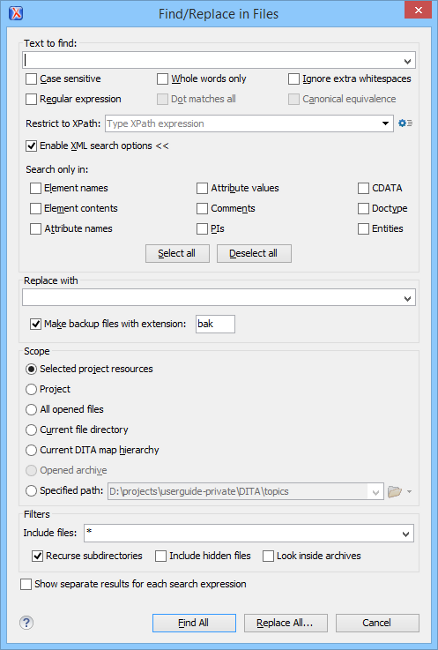 Find/Replace in Files
Text to find:
Case sensitive Whole words only Ignore extra whitespaces
Regular expression Dot matches all Canonical equivalence
Restrict to XPath: Type XPath expression
Enable XML search options <<
Search only in:
Element names Attribute values CDATA
Element contents Comments Doctype
Attribute names PIs Entities
Select all Deselect all
Replace with
Make backup files with extension: bak
Scope
Selected project resources
Project
All opened files
Current file directory
Current DITA map hierarchy
Opened archive
Specified path: D:\projects\userguide-private\DITA\topics
Filters
Include files: *
Recurse subdirectories Include hidden files Look inside archives
Show separate results for each search expression
? Find All Replace All... Cancel